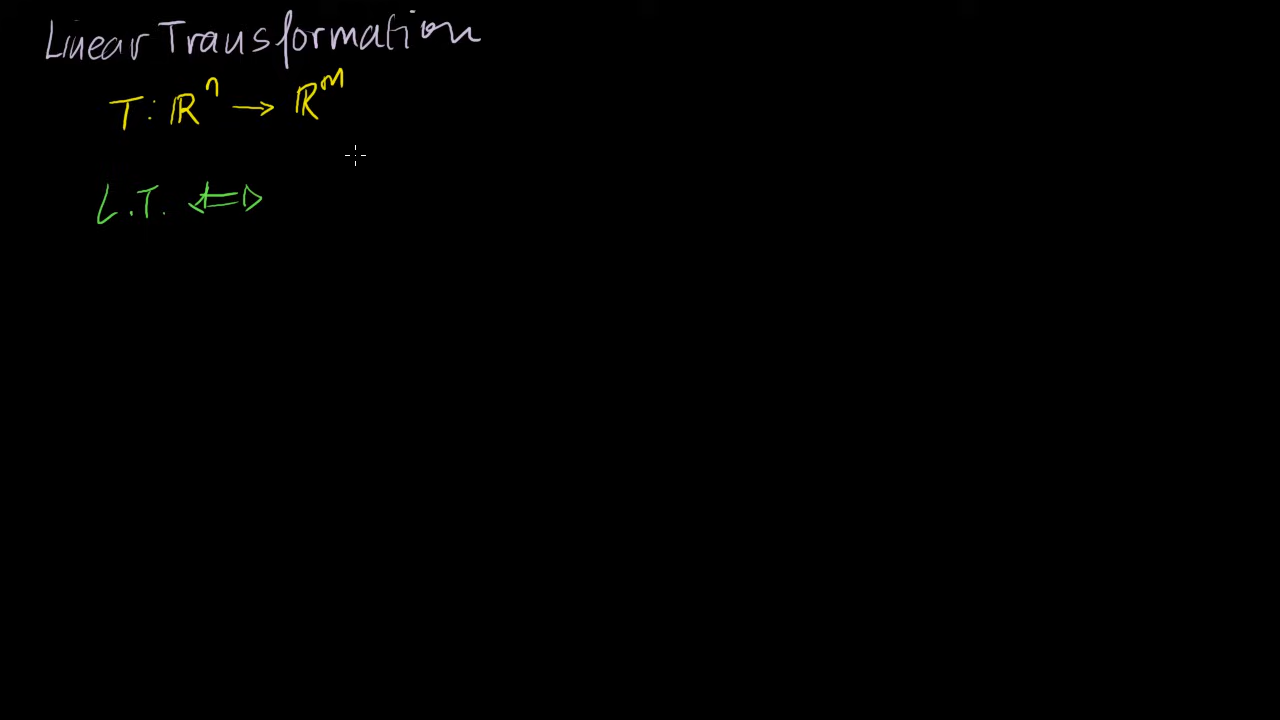 Linear Transformation
T: ℝⁿ → ℝᵐ
L.T. ⇔